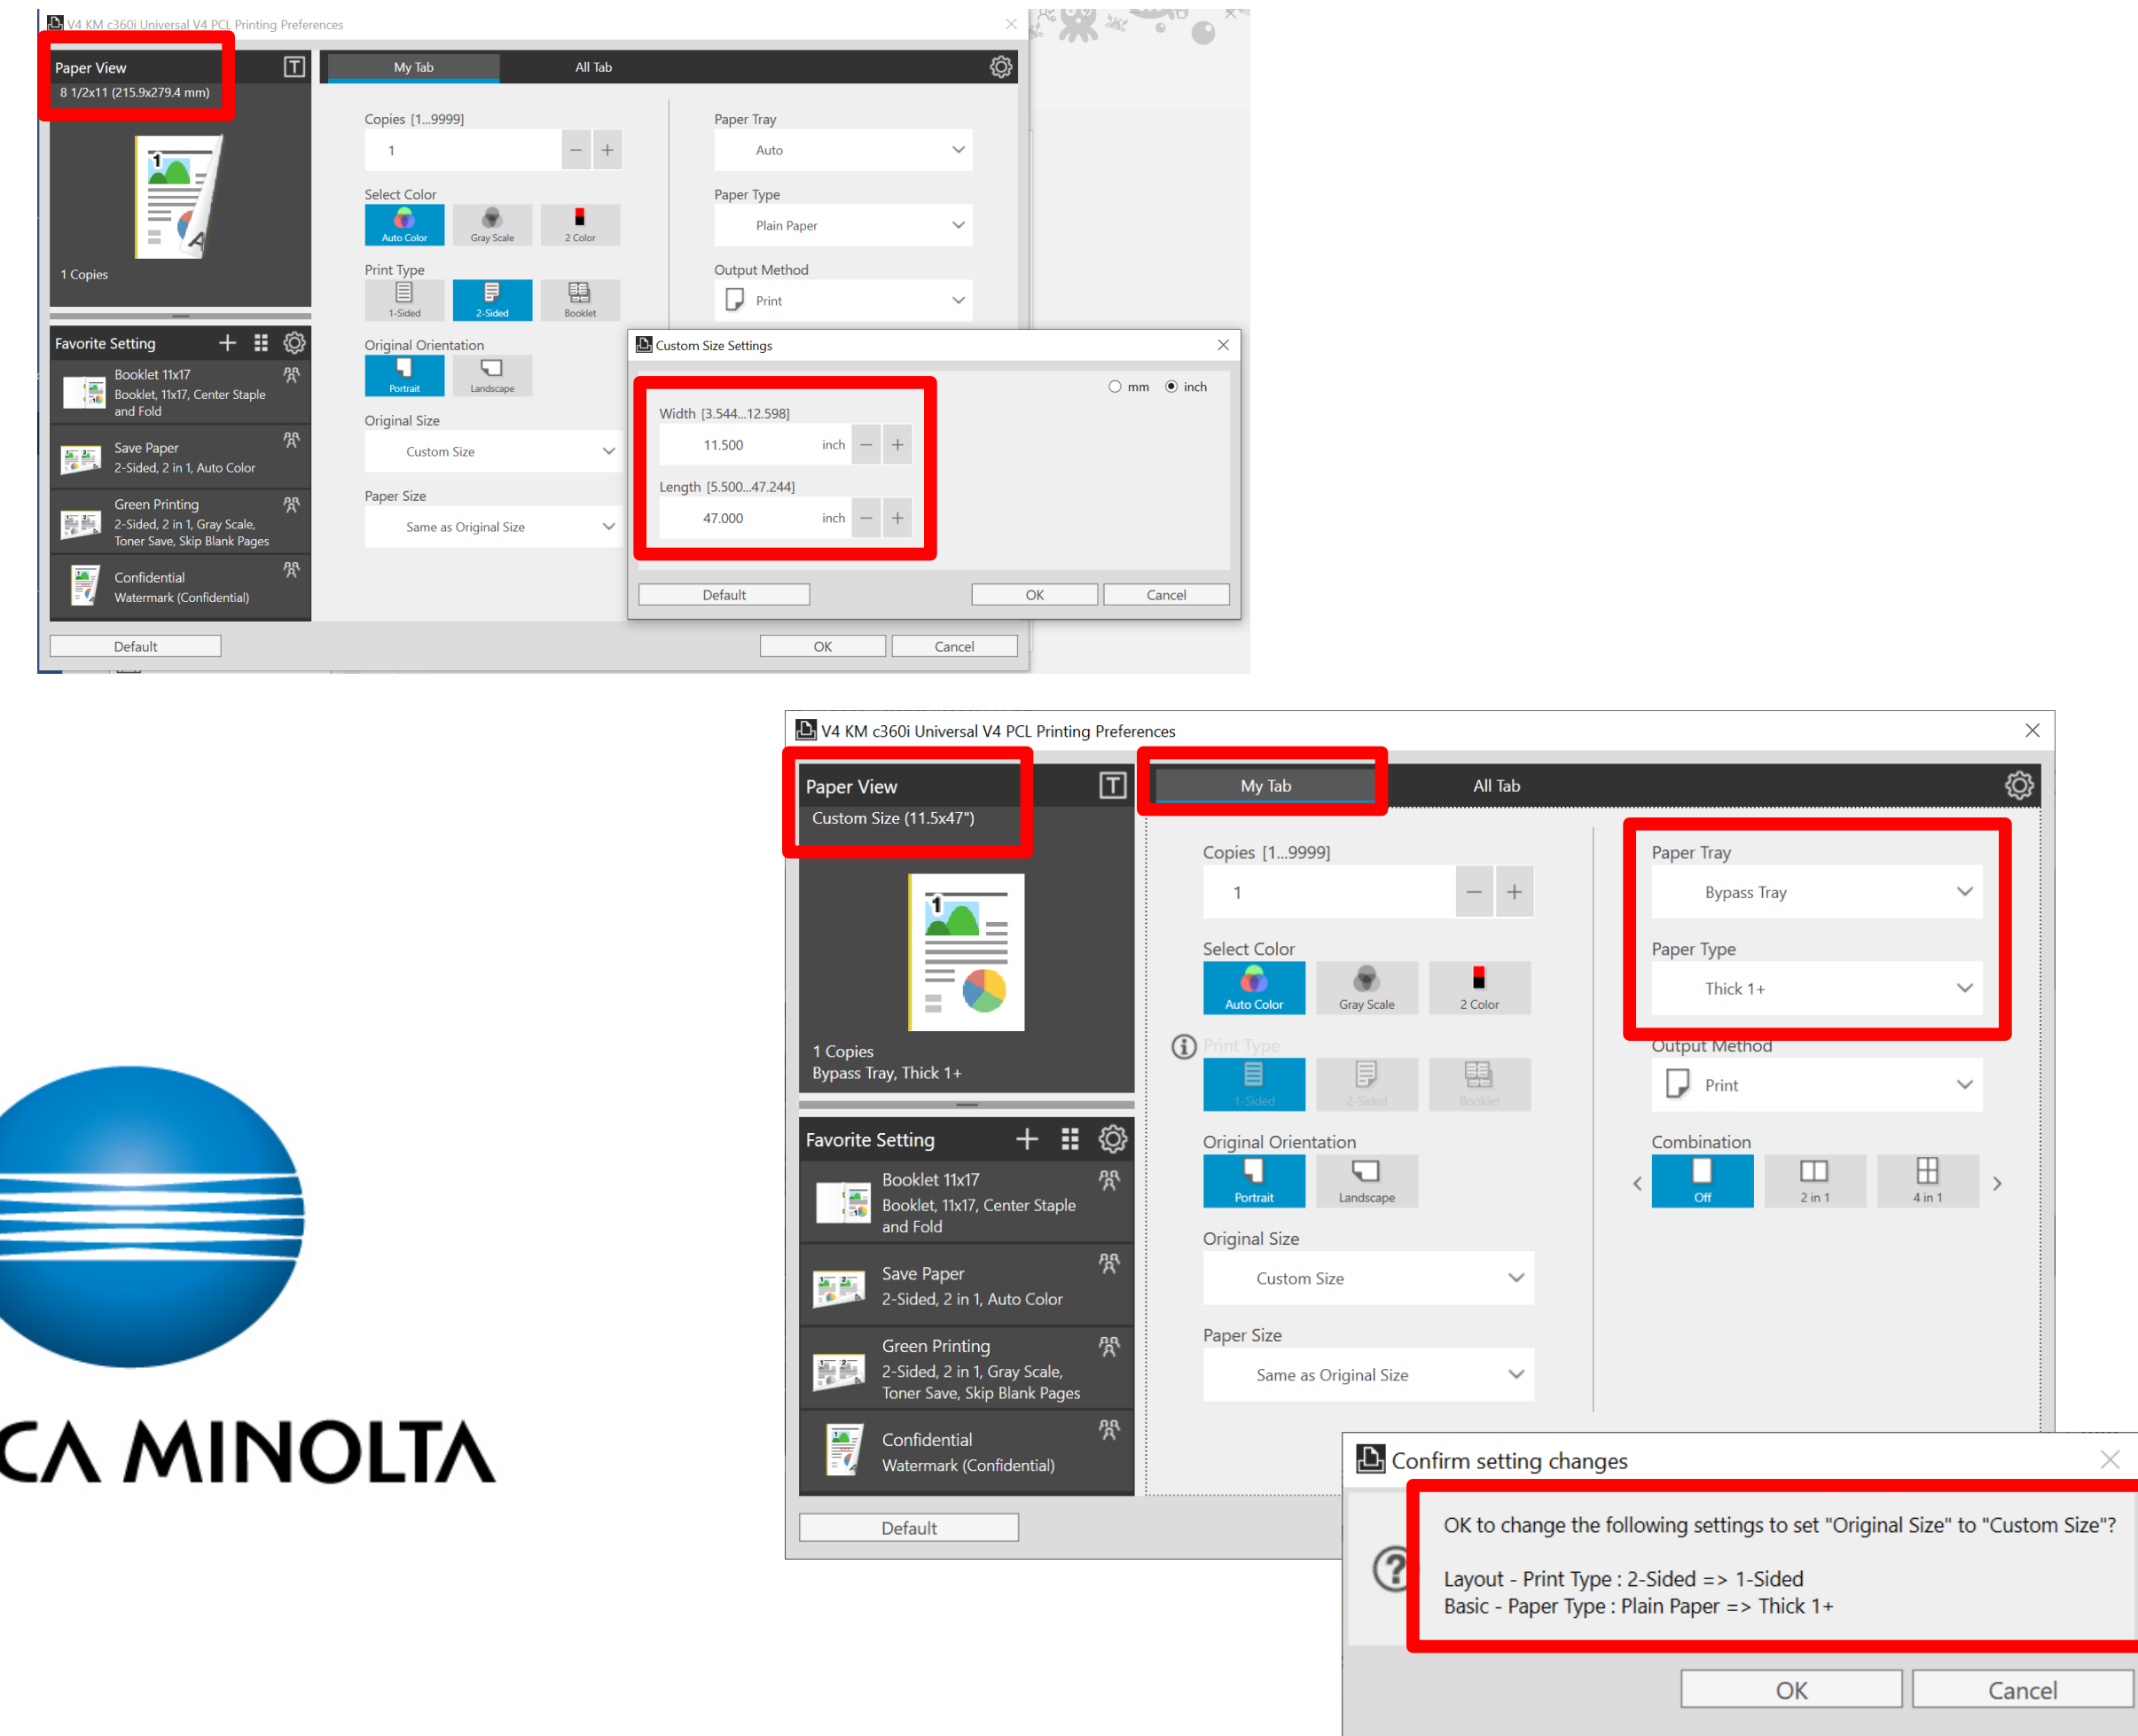 V4 KM c360i Universal V4 PCL Printing Preferences
Paper View
T
My Tab
All Tab
8 1/2x11 (215.9x279.4 mm)
1
1 Copies
Favorite Setting
Booklet 11x17
Booklet, 11x17, Center Staple
and Fold
Save Paper
2-Sided, 2 in 1, Auto Color
Green Printing
2-Sided, 2 in 1, Gray Scale,
Toner Save, Skip Blank Pages
Confidential
Watermark (Confidential)
Copies [1...9999]
1
Select Color
Auto Color
Gray Scale
2 Color
Print Type
1-Sided
2-Sided
Booklet
Original Orientation
Portrait
Landscape
Original Size
Custom Size
Paper Size
Same as Original Size
Paper Tray
Auto
Paper Type
Plain Paper
Output Method
Print
Custom Size Settings
mm
inch
Width [3.544...12.598]
11.500 inch
Length [5.500...47.244]
47.000 inch
Default
OK
Cancel
Default
OK
Cancel
V4 KM c360i Universal V4 PCL Printing Preferences
Paper View
T
My Tab
All Tab
Custom Size (11.5x47")
1
1 Copies
Bypass Tray, Thick 1+
Favorite Setting
Booklet 11x17
Booklet, 11x17, Center Staple
and Fold
Save Paper
2-Sided, 2 in 1, Auto Color
Green Printing
2-Sided, 2 in 1, Gray Scale,
Toner Save, Skip Blank Pages
Confidential
Watermark (Confidential)
Default
Copies [1...9999]
1
Select Color
Auto Color
Gray Scale
2 Color
Print Type
1-Sided
2-Sided
Booklet
Original Orientation
Portrait
Landscape
Original Size
Custom Size
Paper Size
Same as Original Size
Paper Tray
Bypass Tray
Paper Type
Thick 1+
Output Method
Print
Combination
Off
2 in 1
4 in 1
Confirm setting changes
OK to change the following settings to set "Original Size" to "Custom Size"?
Layout - Print Type : 2-Sided => 1-Sided
Basic - Paper Type : Plain Paper => Thick 1+
OK
Cancel
CA MINOLTA